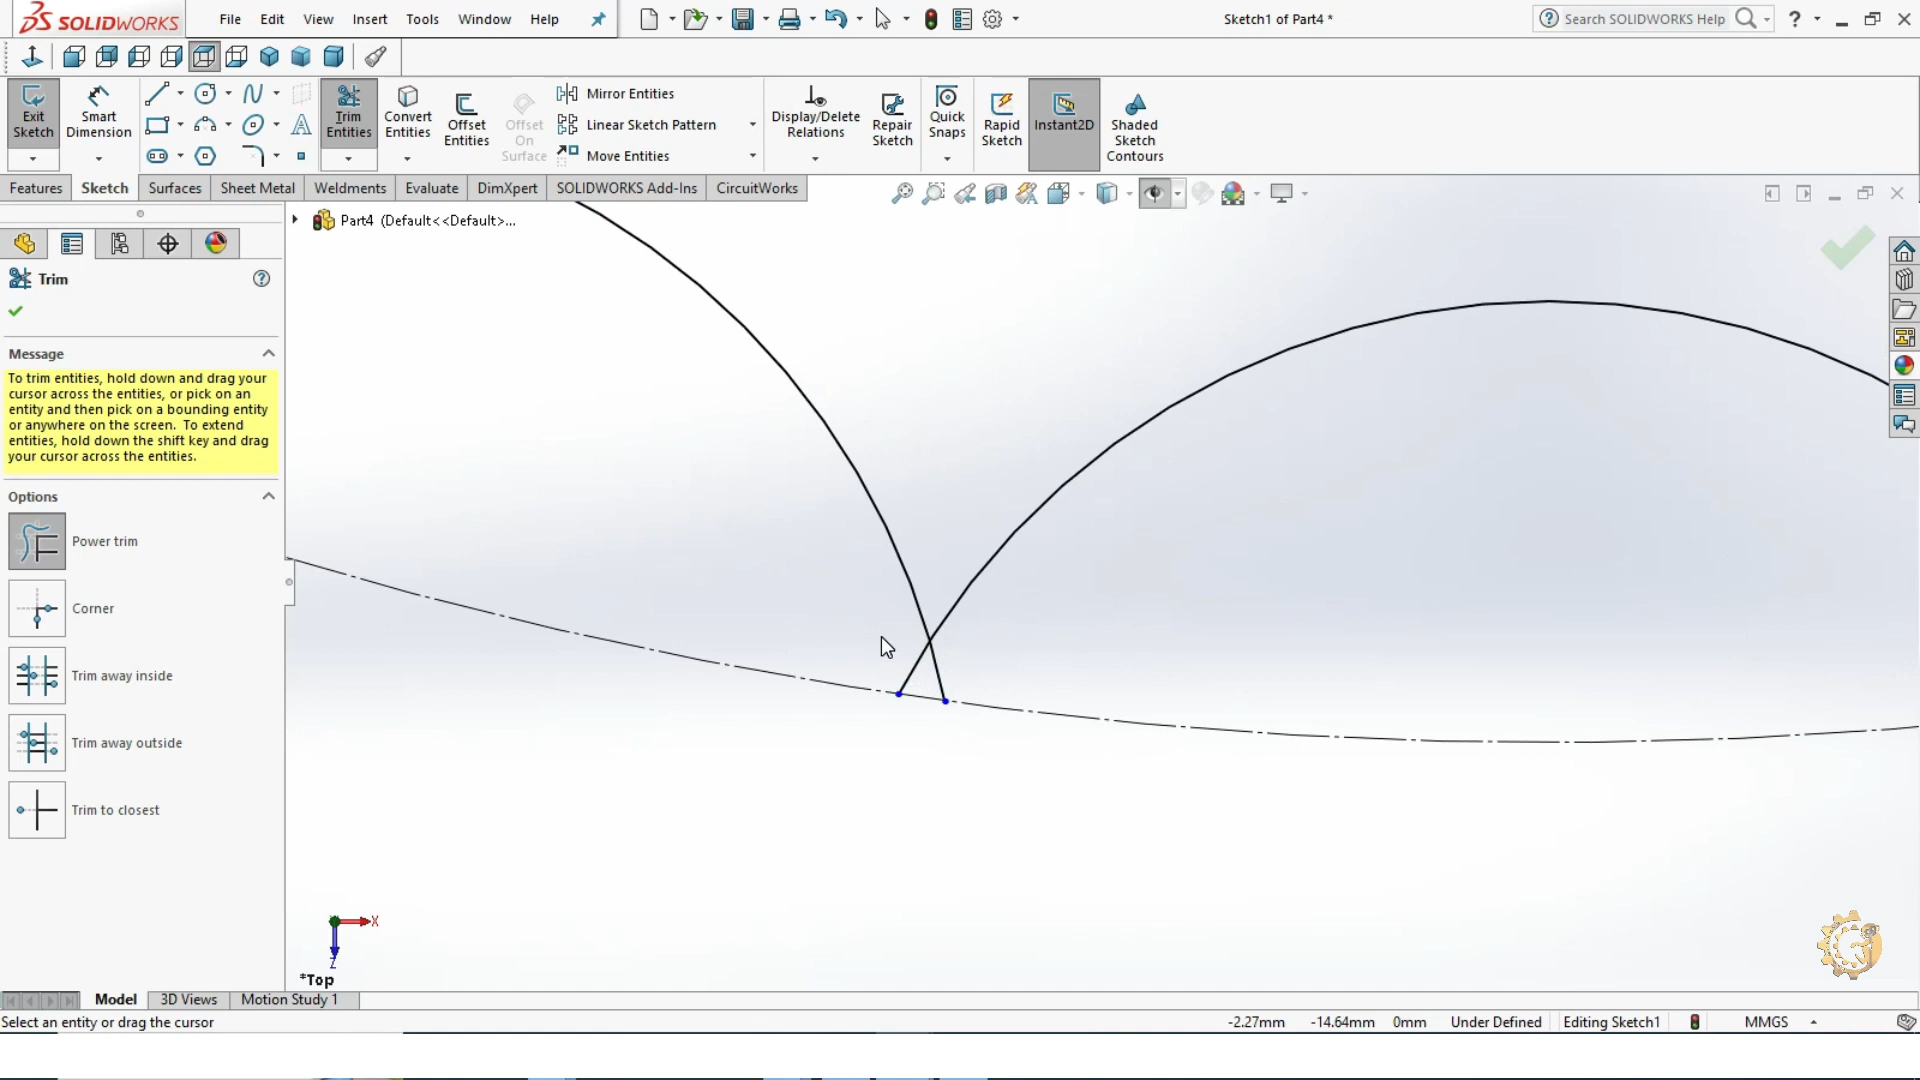 SOLIDWORKS File Edit View Insert Tools Window Help Sketch1 of Part4 * Search SOLIDWORKS Help ?
Exit Sketch
Smart Dimension
Trim Entities
Convert Entities
Offset Entities
Offset On Surface
Mirror Entities
Linear Sketch Pattern
Move Entities
Display/Delete Relations
Repair Sketch
Quick Snaps
Rapid Sketch
Instant2D
Shaded Sketch Contours
Features Sketch Surfaces Sheet Metal Weldments Evaluate DimXpert SOLIDWORKS Add-Ins CircuitWorks
Part4 (Default<<Default>...
Trim
Message
To trim entities, hold down and drag your
cursor across the entities, or pick on an
entity and then pick on a bounding entity
or anywhere on the screen. To extend
entities, hold down the shift key and drag
your cursor across the entities.
Options
Power trim
Corner
Trim away inside
Trim away outside
Trim to closest
X
Z
*Top
Model 3D Views Motion Study 1
Select an entity or drag the cursor -2.27mm -14.64mm 0mm Under Defined Editing Sketch1 MMGS